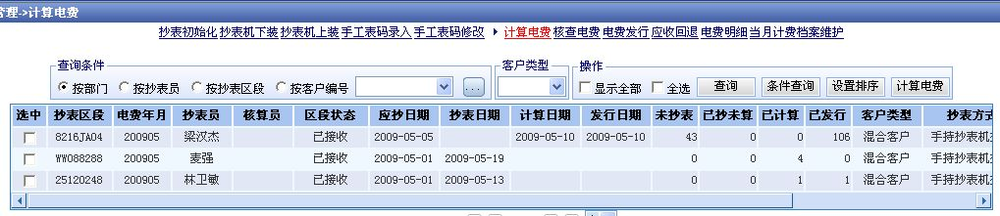 管理->计算电费
抄表初始化 抄表机下装 抄表机上装 手工表码录入 手工表码修改 计算电费 核查电费 电费发行 应收回退 电费明细 当月计费档案维护
查询条件 客户类型 操作
按部门 按抄表员 按抄表区段 按客户编号 ... 显示全部 全选 查询 条件查询 设置排序 计算电费
选中 抄表区段 电费年月 抄表员 核算员 区段状态 应抄日期 抄表日期 计算日期 发行日期 未抄表 已抄未算 已计算 已发行 客户类型 抄表方式
8216JA04 200905 梁汉杰 已接收 2009-05-05 2009-05-10 2009-05-10 43 0 0 106 混合客户 手持抄表机
WW088288 200905 麦强 已接收 2009-05-01 2009-05-19 0 0 4 0 混合客户 手持抄表机
25120248 200905 林卫敏 已接收 2009-05-01 2009-05-13 0 0 1 1 混合客户 手持抄表机